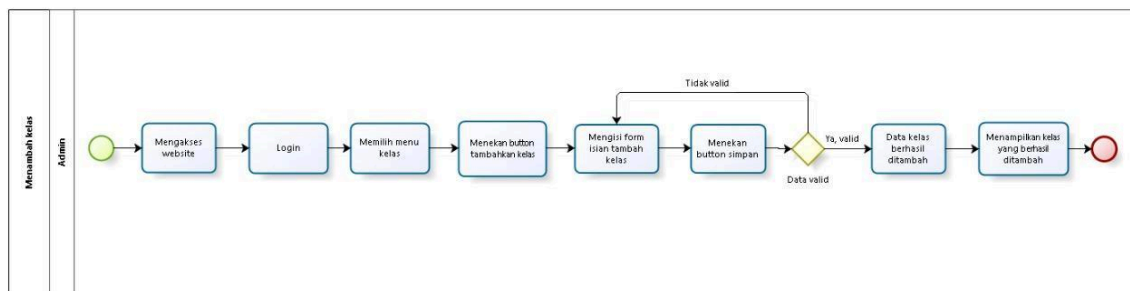 Menambah kelas
Admin
Mengakses
website
Login
Memilih menu
kelas
Menekan button
tambahkan kelas
Mengisi form
isian tambah
kelas
Menekan
button simpan
Tidak valid
Data valid
Ya, valid
Data kelas
berhasil
ditambah
Menampilkan kelas
yang berhasil
ditambah